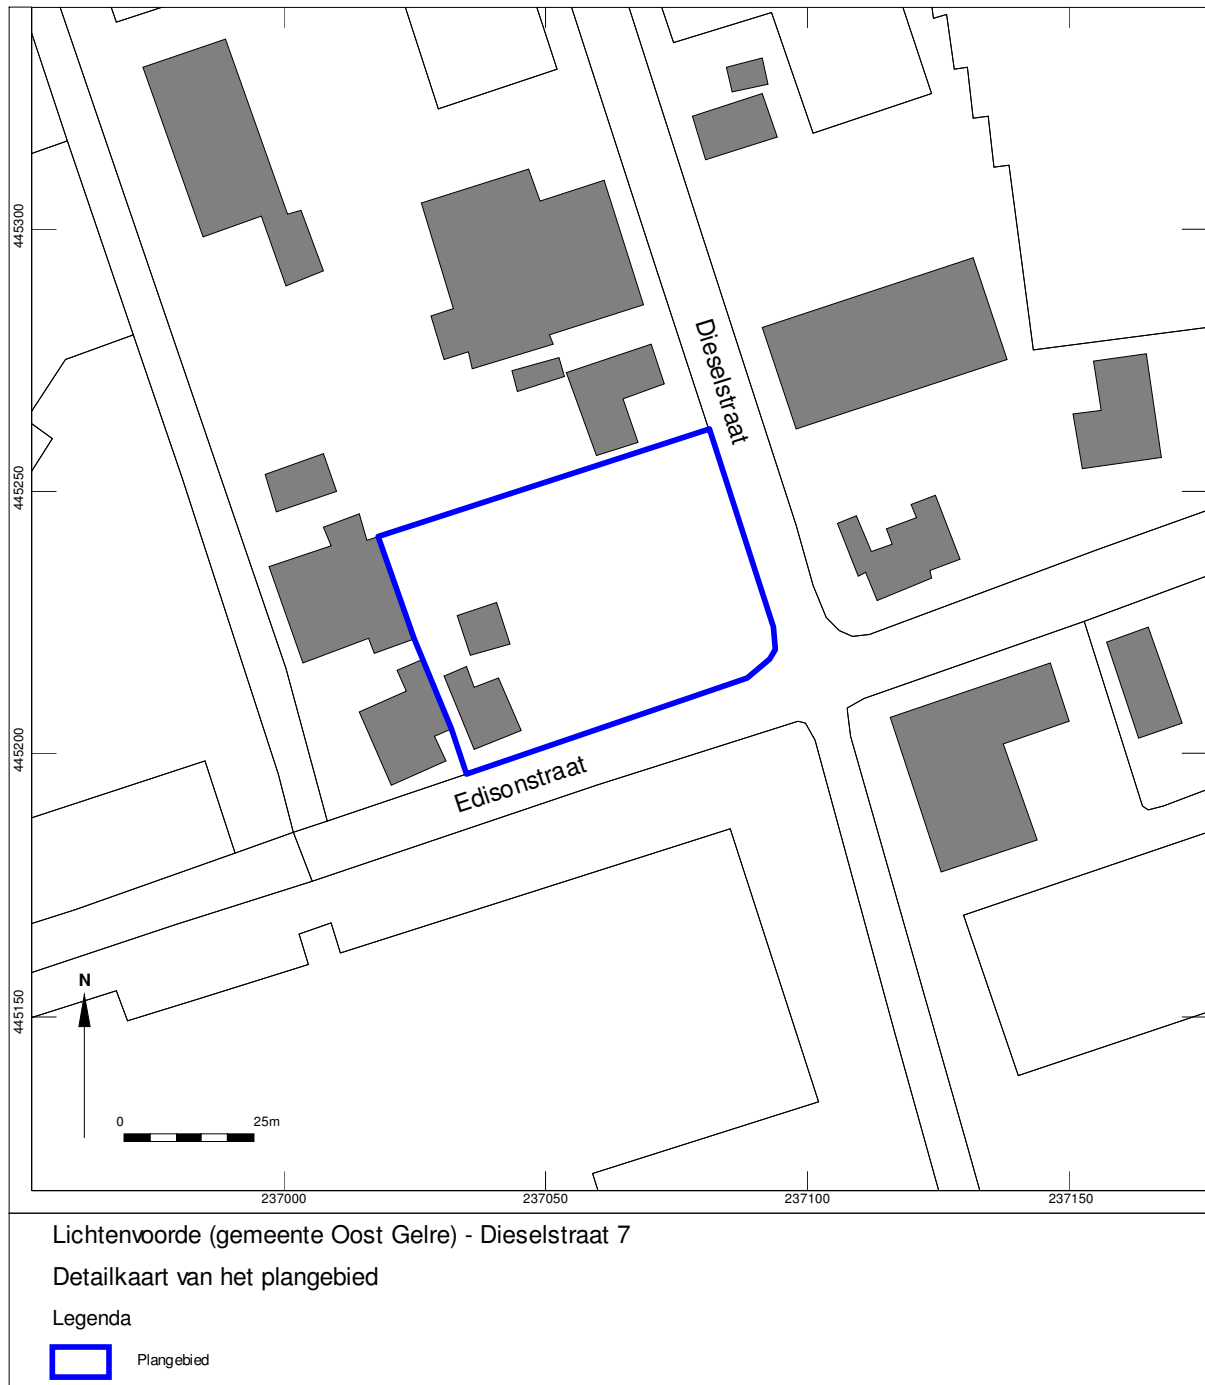 445300
Dieselstraat
445250
445200
Edisonstraat
445150
N
0 25m
237000 237050 237100 237150
Lichtenvoorde (gemeente Oost Gelre) - Dieselstraat 7
Detailkaart van het plangebied
Legenda
Plangebied